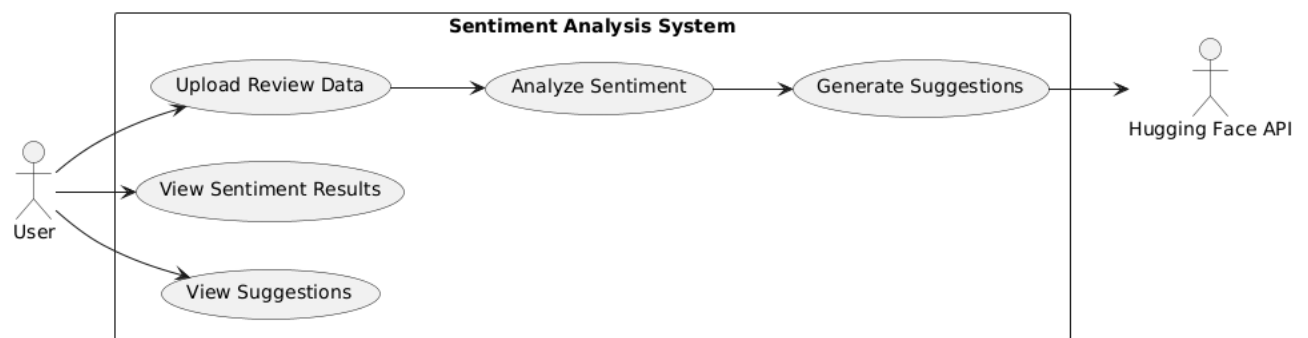 Sentiment Analysis System
Upload Review Data
Analyze Sentiment
Generate Suggestions
Hugging Face API
View Sentiment Results
User
View Suggestions